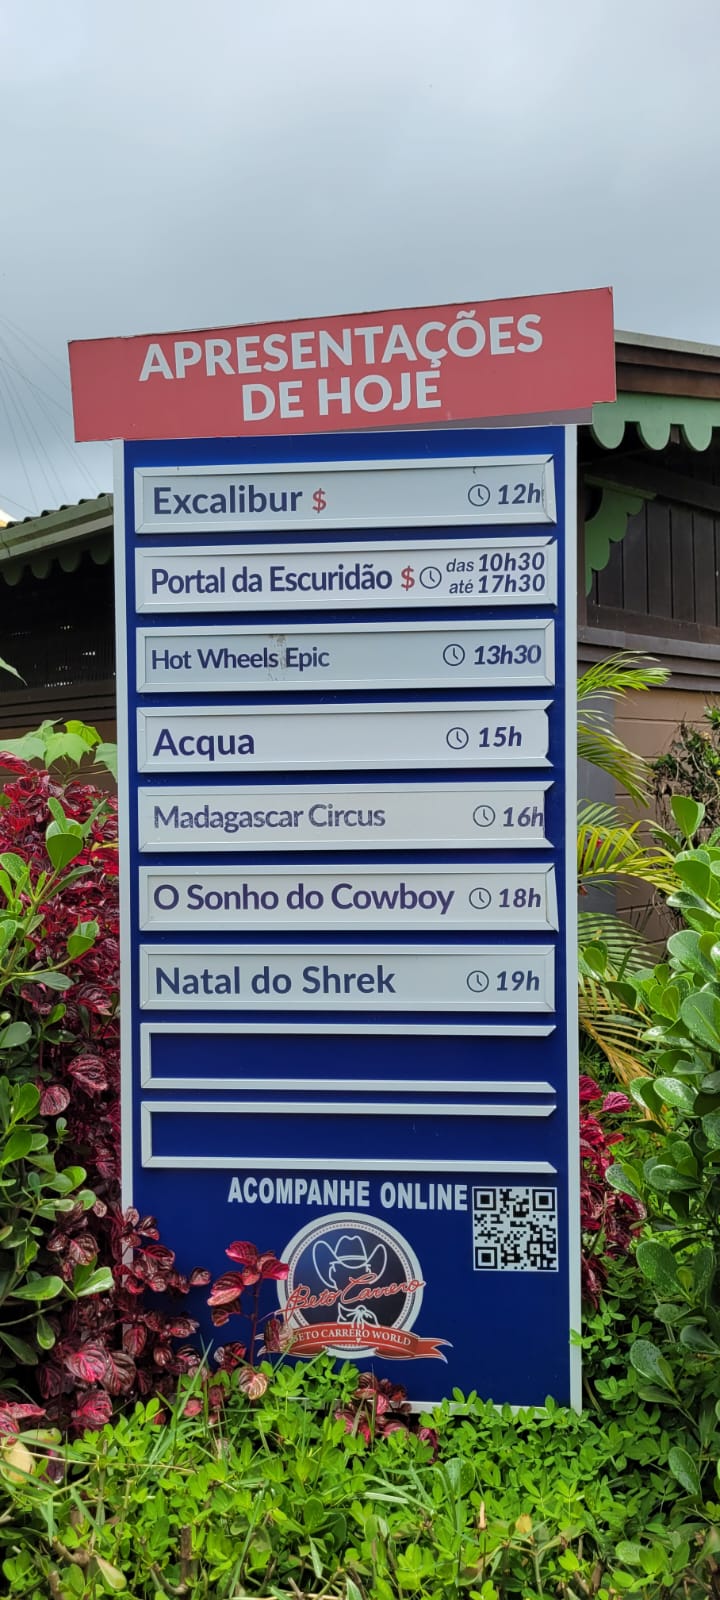 APRESENTAÇÕES
DE HOJE
Excalibur $ 12h
Portal da Escuridão $ das 10h30
até 17h30
Hot Wheels Epic 13h30
Acqua 15h
Madagascar Circus 16h
O Sonho do Cowboy 18h
Natal do Shrek 19h
ACOMPANHE ONLINE
Beto Carrero
BETO CARRERO WORLD